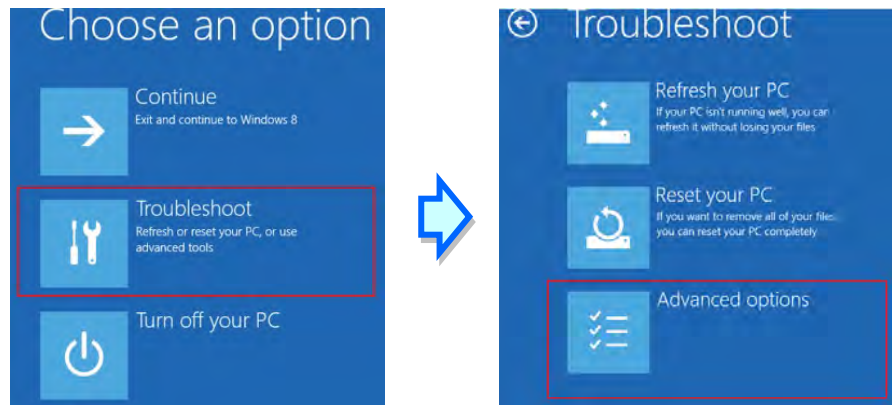 Choose an option
Continue
Exit and continue to Windows 8
Troubleshoot
Refresh or reset your PC, or use
advanced tools
Turn off your PC
Troubleshoot
Refresh your PC
If your PC isn't running well, you can
refresh it without losing your files
Reset your PC
If you want to remove all of your files
you can reset your PC completely
Advanced options